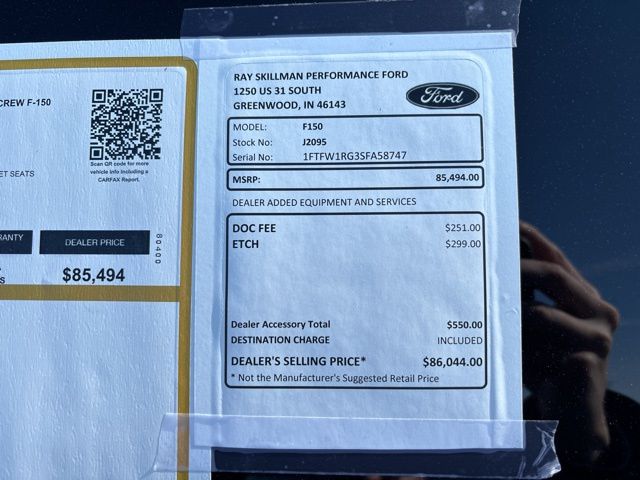 CREW F-150
Scan QR code for more
vehicle info including a
CARFAX Report.
ET SEATS
RANTY
DEALER PRICE
80400
S
$85,494
RAY SKILLMAN PERFORMANCE FORD
1250 US 31 SOUTH
GREENWOOD, IN 46143
Ford
MODEL: F150
Stock No: J2095
Serial No: 1FTFW1RG3SFA58747
MSRP: 85,494.00
DEALER ADDED EQUIPMENT AND SERVICES
DOC FEE $251.00
ETCH $299.00
Dealer Accessory Total $550.00
DESTINATION CHARGE INCLUDED
DEALER'S SELLING PRICE* $86,044.00
* Not the Manufacturer's Suggested Retail Price